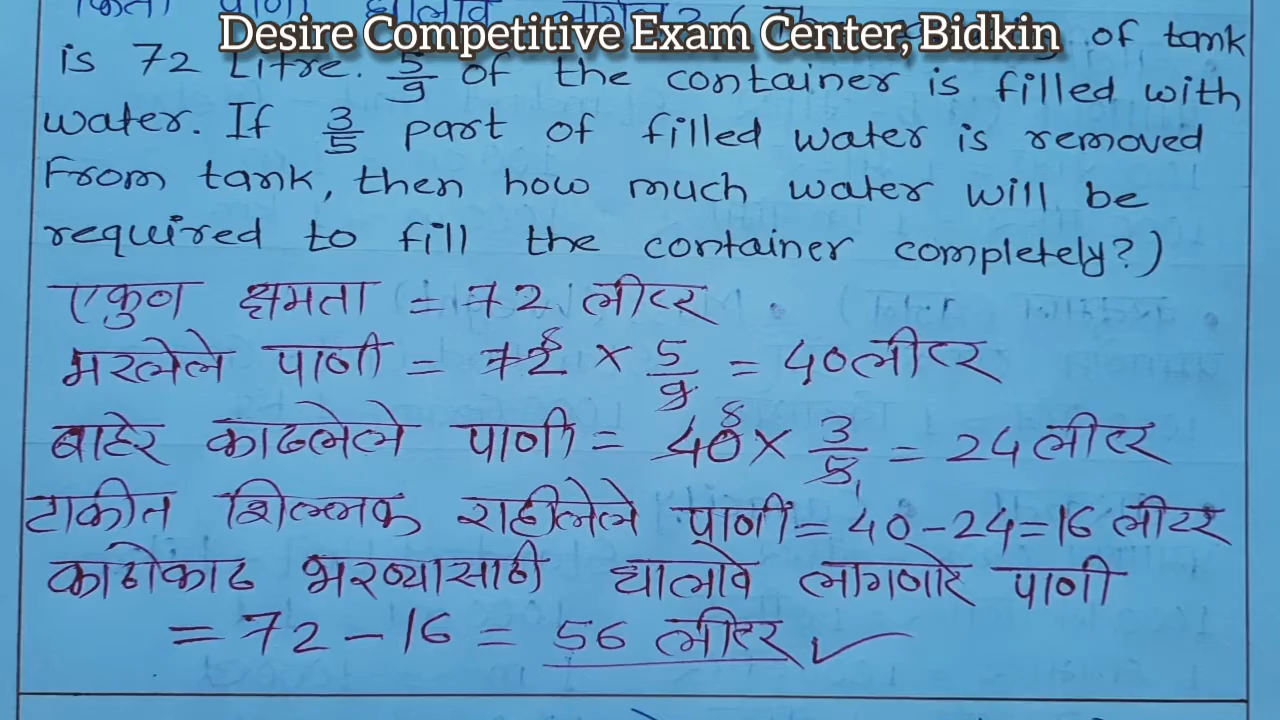 Desire Competitive Exam Center, Bidkin
of tank
is 72 Litre. 5/9 of the container is filled with
water. If 3/5 part of filled water is removed
From tank, then how much water will be
required to fill the container completely?)
एकुण क्षमता = 72 लीटर
भरलेले पाणी = 72 8 × 5/9 = 40 लीटर
बाहेर काढलेले पाणी = 40 8 × 3/5 1 = 24 लीटर
टाकीत शिल्लक राहीलेले पाणी = 40 - 24 = 16 लीटर
काठोकाठ भरण्यासाठी घालावे लागणारे पाणी
= 72 - 16 = 56 लीटर ✓